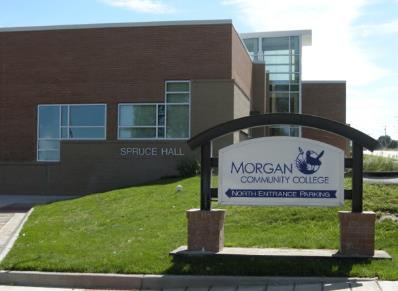 SPRUCE HALL
MORGAN
COMMUNITY COLLEGE
NORTH ENTRANCE PARKING